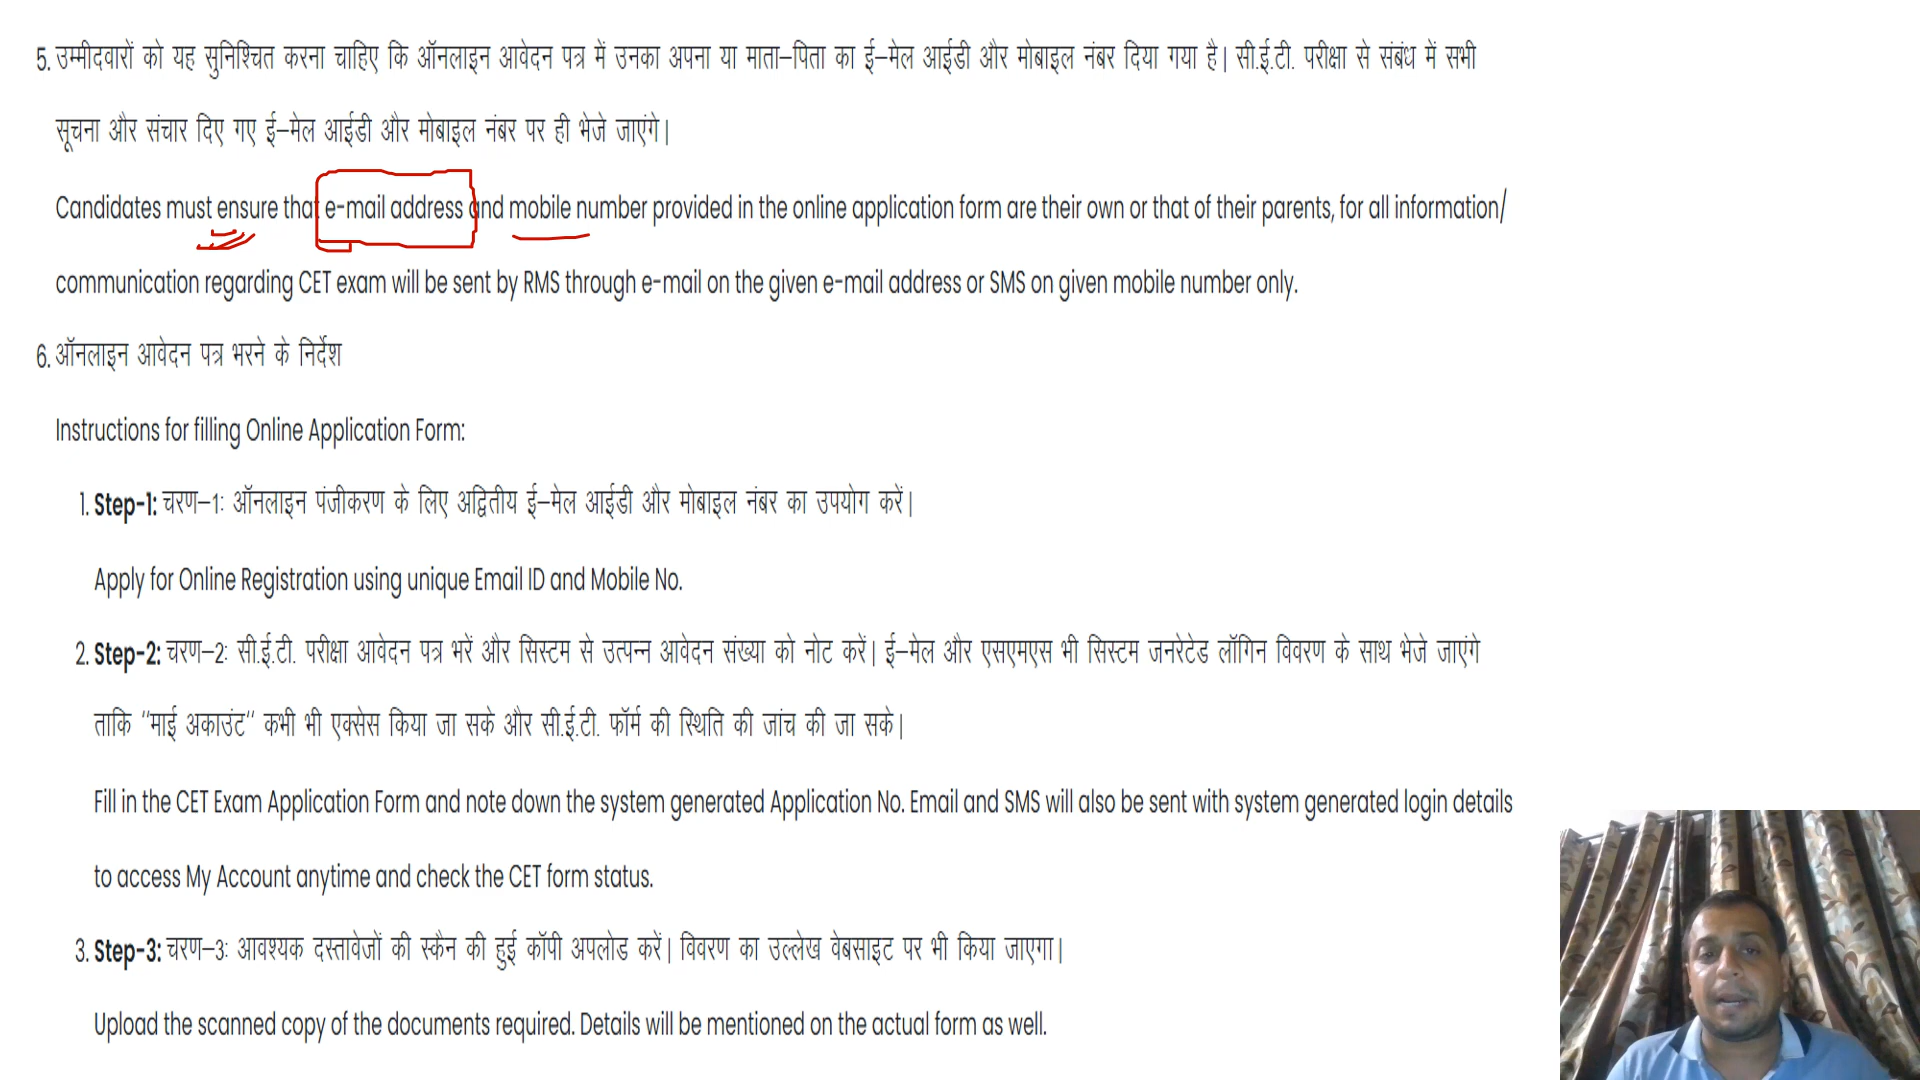 5. उम्मीदवारों को यह सुनिश्चित करना चाहिए कि ऑनलाइन आवेदन पत्र में उनका अपना या माता–पिता का ई–मेल आईडी और मोबाइल नंबर दिया गया है| सी.ई.टी. परीक्षा से संबंध में सभी
सूचना और संचार दिए गए ई–मेल आईडी और मोबाइल नंबर पर ही भेजे जाएंगे|
Candidates must ensure that e-mail address and mobile number provided in the online application form are their own or that of their parents, for all information/
communication regarding CET exam will be sent by RMS through e-mail on the given e-mail address or SMS on given mobile number only.
6. ऑनलाइन आवेदन पत्र भरने के निर्देश
Instructions for filling Online Application Form:
1. Step-1: चरण–1: ऑनलाइन पंजीकरण के लिए अद्वितीय ई–मेल आईडी और मोबाइल नंबर का उपयोग करें|
Apply for Online Registration using unique Email ID and Mobile No.
2. Step-2: चरण–2: सी.ई.टी. परीक्षा आवेदन पत्र भरें और सिस्टम से उत्पन्न आवेदन संख्या को नोट करें| ई–मेल और एसएमएस भी सिस्टम जनरेटेड लॉगिन विवरण के साथ भेजे जाएंगे
ताकि “माई अकाउंट“ कभी भी एक्सेस किया जा सके और सी.ई.टी. फॉर्म की स्थिति की जांच की जा सके|
Fill in the CET Exam Application Form and note down the system generated Application No. Email and SMS will also be sent with system generated login details
to access My Account anytime and check the CET form status.
3. Step-3: चरण–3: आवश्यक दस्तावेजों की स्कैन की हुई कॉपी अपलोड करें| विवरण का उल्लेख वेबसाइट पर भी किया जाएगा|
Upload the scanned copy of the documents required. Details will be mentioned on the actual form as well.